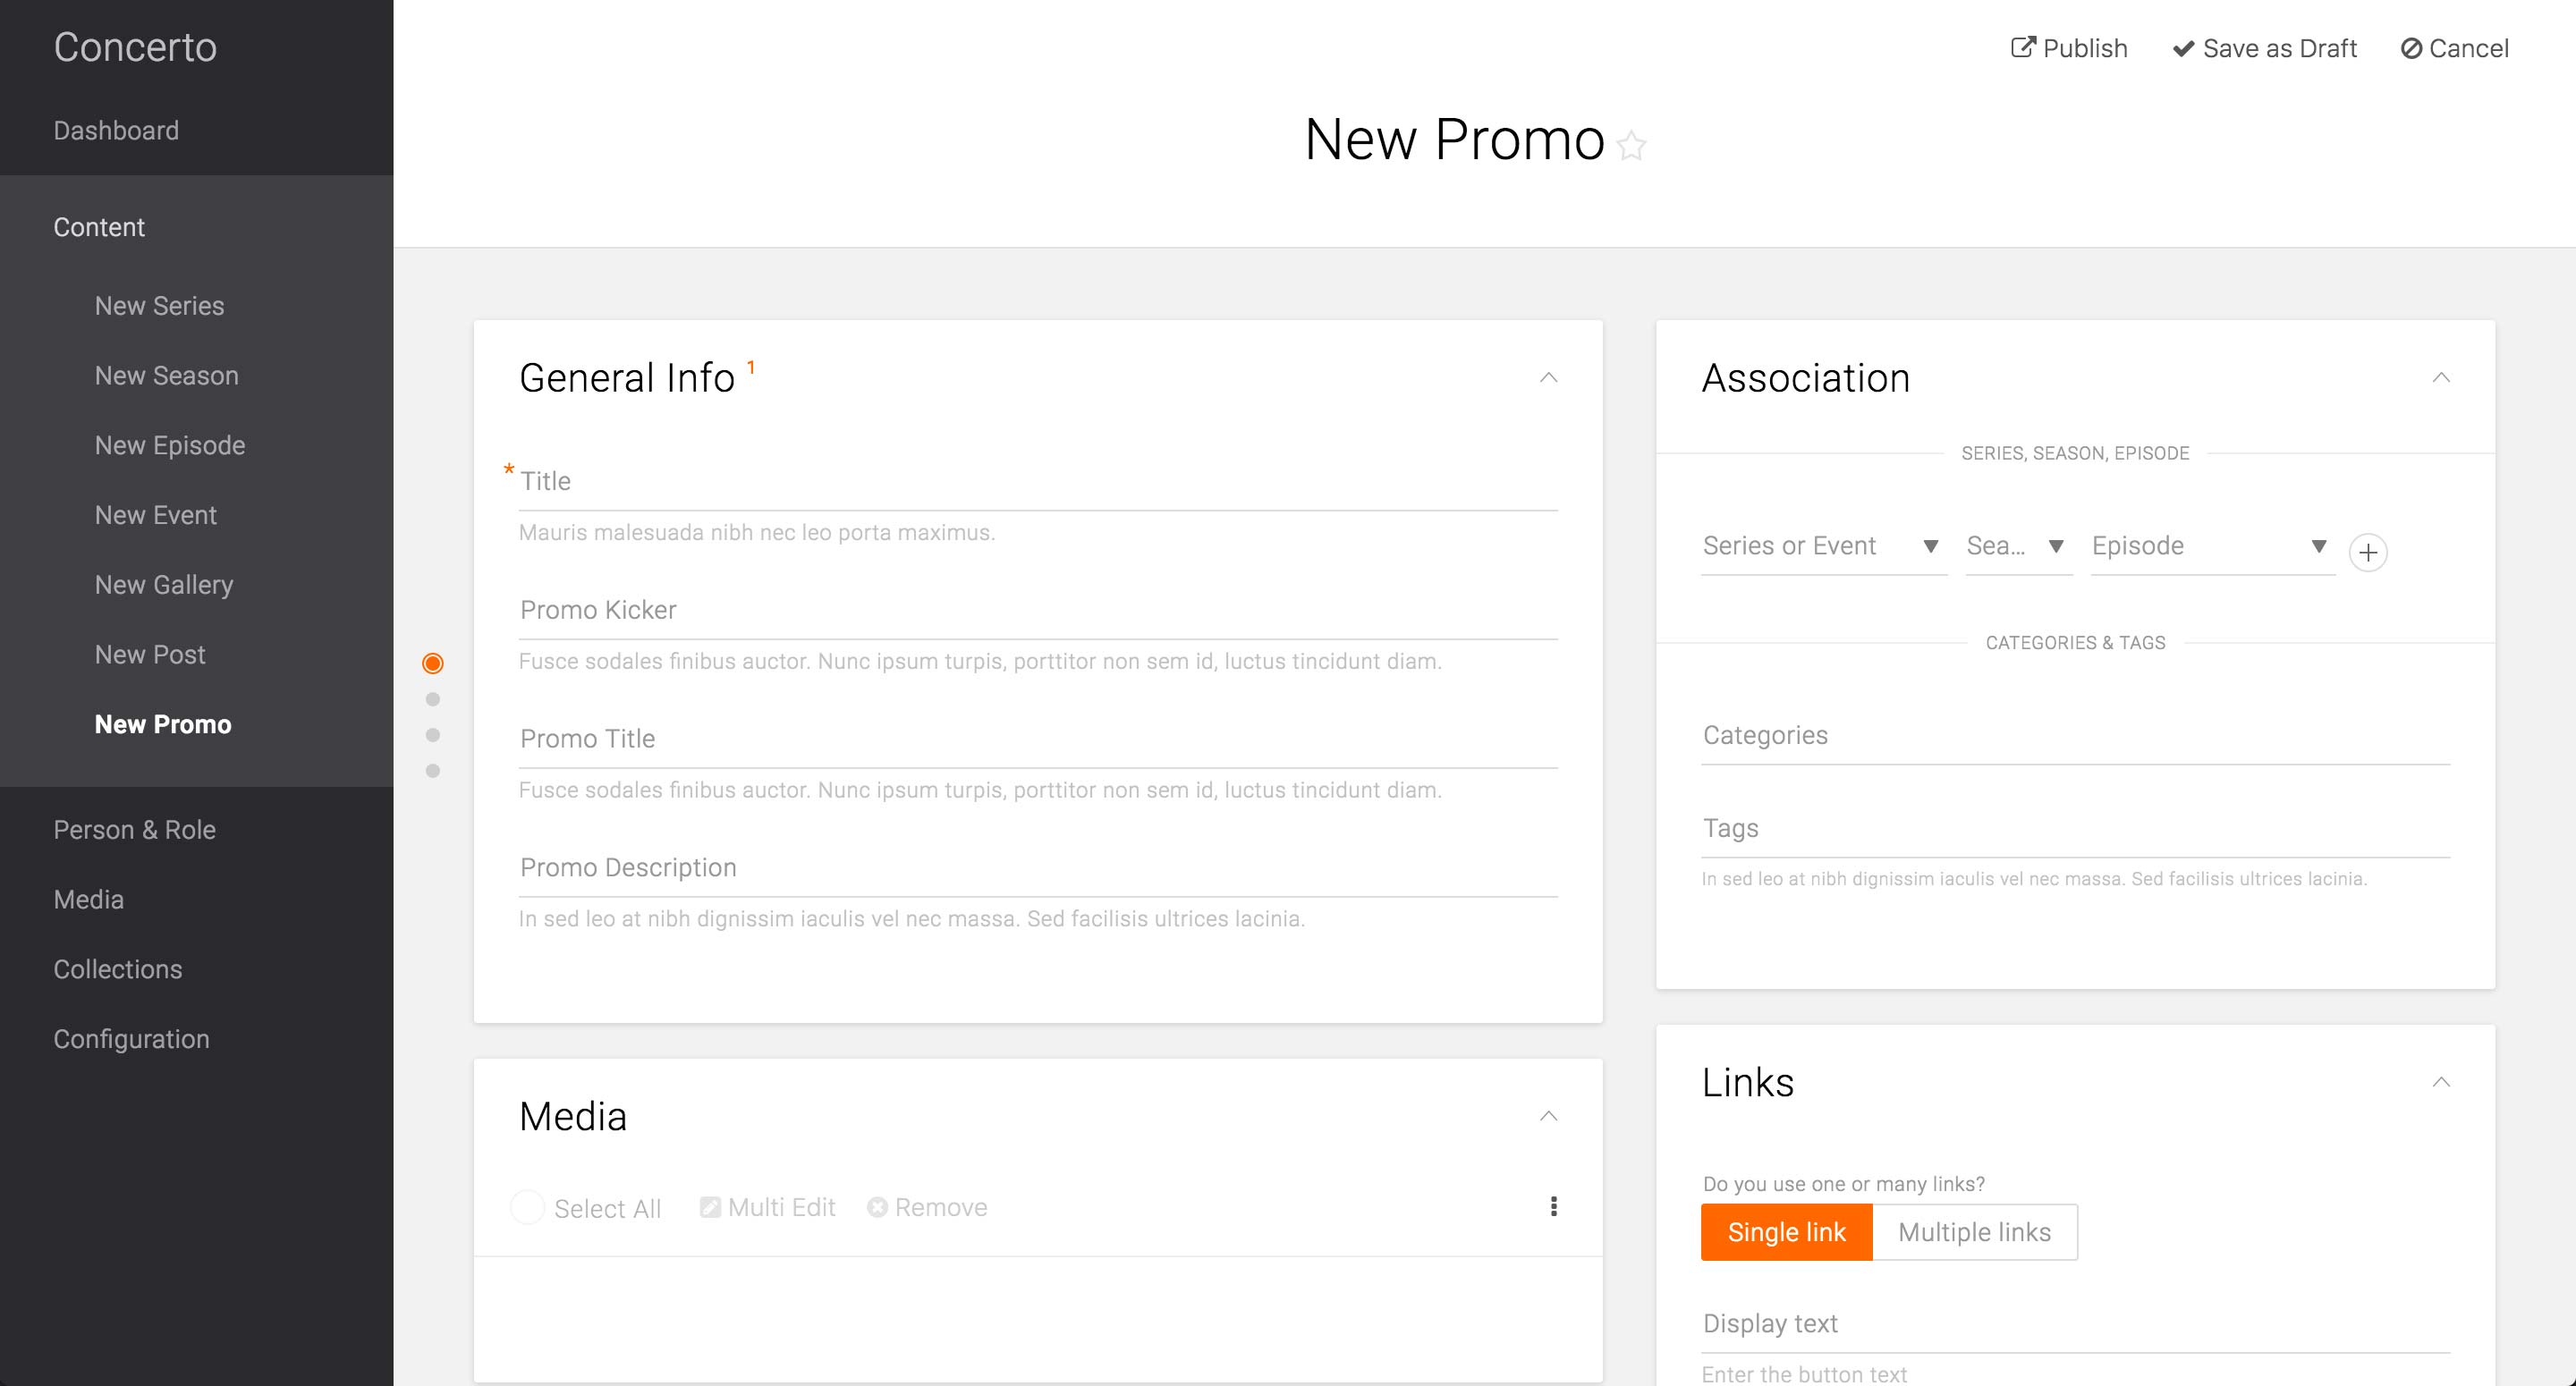 Concerto
Dashboard
Content
New Series
New Season
New Episode
New Event
New Gallery
New Post
New Promo
Person & Role
Media
Collections
Configuration
Publish
Save as Draft
Cancel
New Promo
General Info 1
* Title
Mauris malesuada nibh nec leo porta maximus.
Promo Kicker
Fusce sodales finibus auctor. Nunc ipsum turpis, porttitor non sem id, luctus tincidunt diam.
Promo Title
Fusce sodales finibus auctor. Nunc ipsum turpis, porttitor non sem id, luctus tincidunt diam.
Promo Description
In sed leo at nibh dignissim iaculis vel nec massa. Sed facilisis ultrices lacinia.
Media
Select All
Multi Edit
Remove
Association
SERIES, SEASON, EPISODE
Series or Event
Sea...
Episode
CATEGORIES & TAGS
Categories
Tags
In sed leo at nibh dignissim iaculis vel nec massa. Sed facilisis ultrices lacinia.
Links
Do you use one or many links?
Single link
Multiple links
Display text
Enter the button text